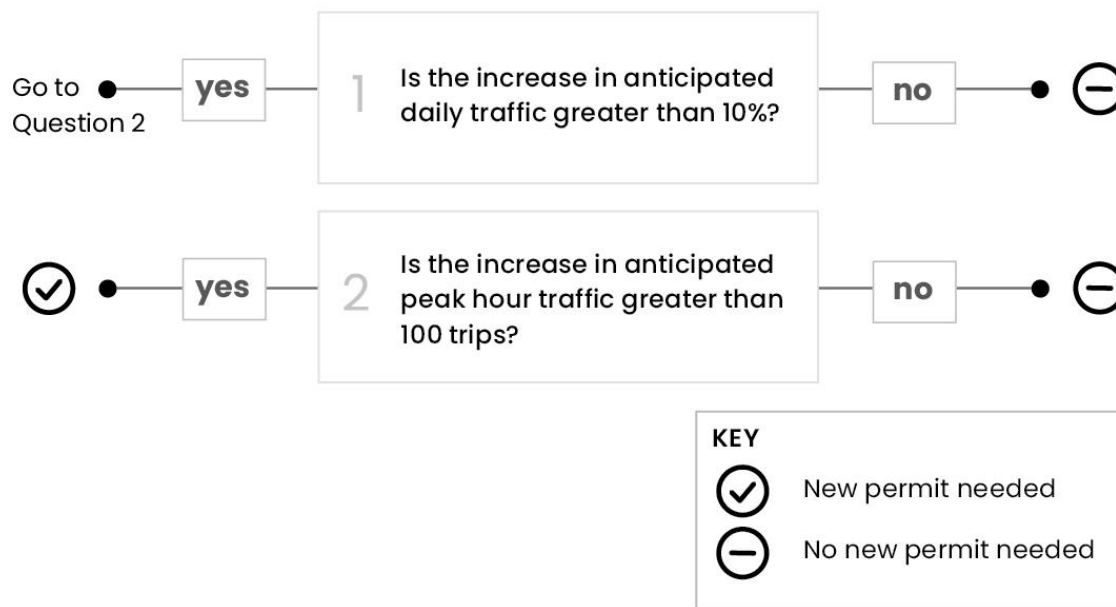 Go to
Question 2
yes
1
Is the increase in anticipated
daily traffic greater than 10%?
no
yes
2
Is the increase in anticipated
peak hour traffic greater than
100 trips?
no
KEY
New permit needed
No new permit needed